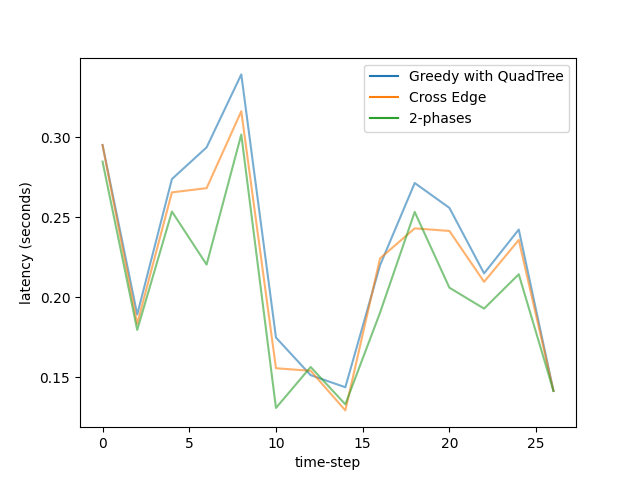 Greedy with QuadTree
Cross Edge
2-phases
latency (seconds)
0.30
0.25
0.20
0.15
0 5 10 15 20 25
time-step